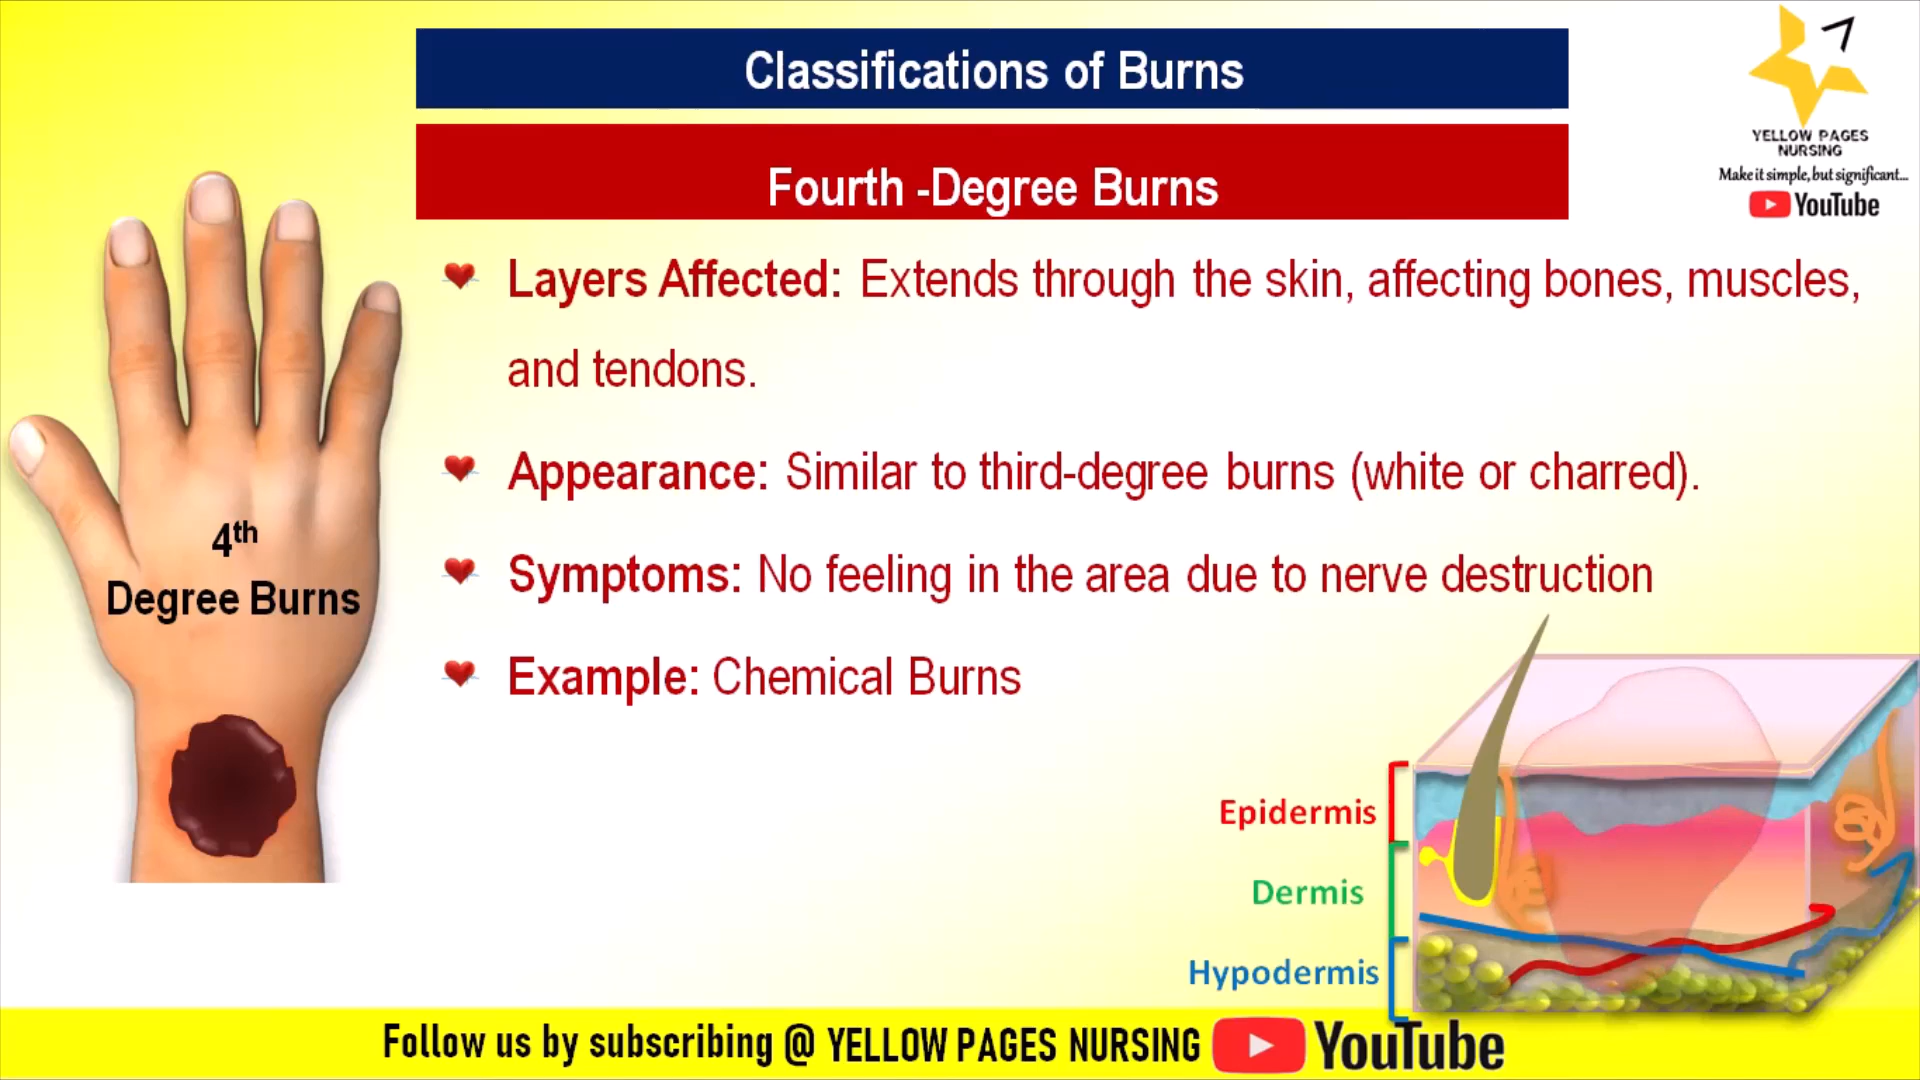 Classifications of Burns
Fourth -Degree Burns
YELLOW PAGES
NURSING
Make it simple, but significant...
YouTube
Layers Affected: Extends through the skin, affecting bones, muscles,
and tendons.
Appearance: Similar to third-degree burns (white or charred).
Symptoms: No feeling in the area due to nerve destruction
Example: Chemical Burns
4th
Degree Burns
Epidermis
Dermis
Hypodermis
Follow us by subscribing @ YELLOW PAGES NURSING YouTube